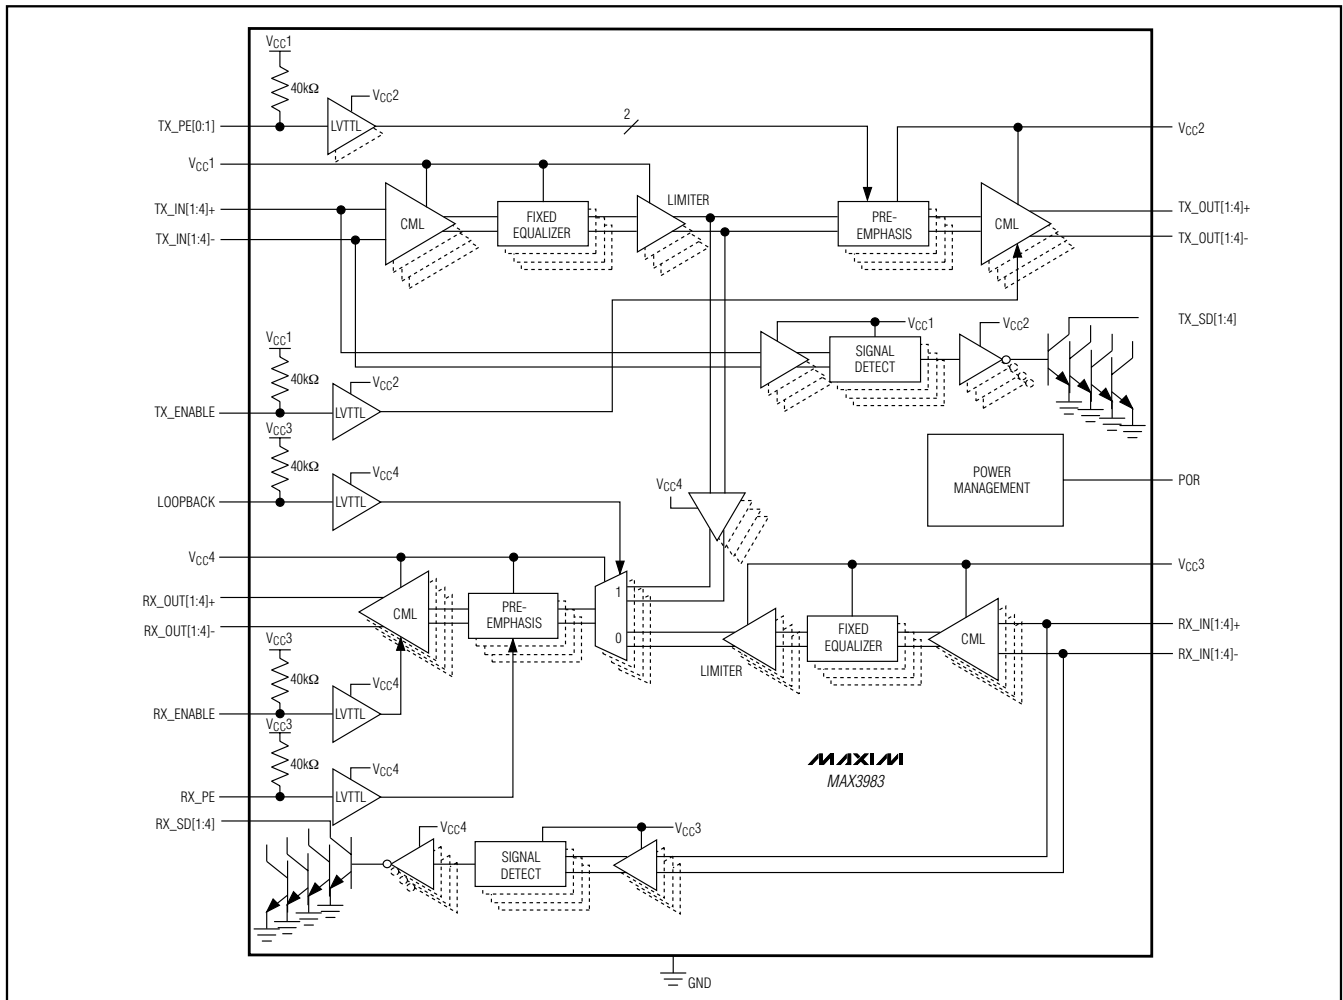 VCC1
40kΩ
VCC2
TX_PE[0:1]
LVTTL
2
VCC2
VCC1
LIMITER
TX_IN[1:4]+
TX_IN[1:4]-
CML
FIXED
EQUALIZER
PRE-
EMPHASIS
CML
TX_OUT[1:4]+
TX_OUT[1:4]-
VCC1
VCC2
TX_SD[1:4]
SIGNAL
DETECT
VCC1
40kΩ
VCC2
TX_ENABLE
LVTTL
VCC3
40kΩ
VCC4
LOOPBACK
LVTTL
VCC4
POWER
MANAGEMENT
POR
VCC4
VCC3
RX_OUT[1:4]+
RX_OUT[1:4]-
CML
PRE-
EMPHASIS
1
0
LIMITER
FIXED
EQUALIZER
CML
RX_IN[1:4]+
RX_IN[1:4]-
VCC3
40kΩ
VCC4
RX_ENABLE
LVTTL
VCC3
40kΩ
VCC4
RX_PE
LVTTL
MAXIM
MAX3983
RX_SD[1:4]
VCC4
VCC3
SIGNAL
DETECT
GND